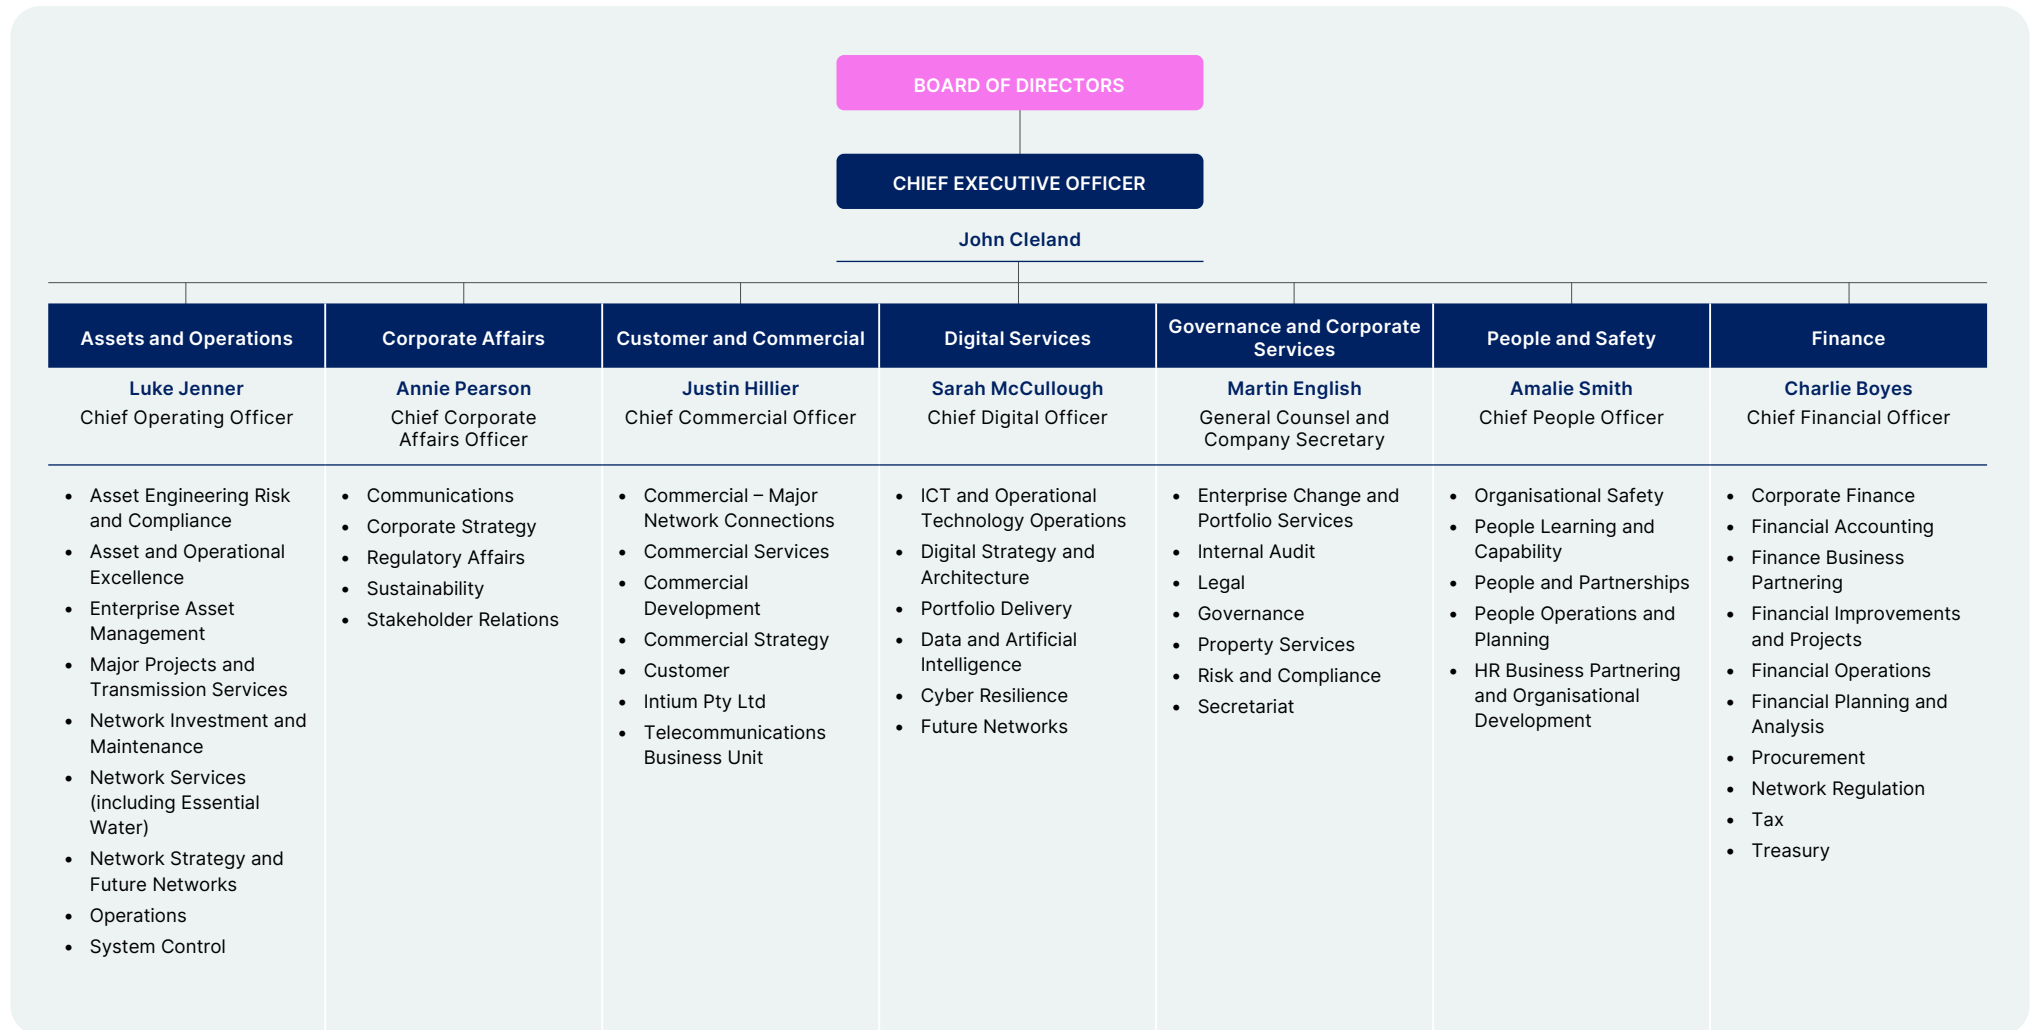 BOARD OF DIRECTORS
CHIEF EXECUTIVE OFFICER
John Cleland
Assets and Operations
Luke Jenner
Chief Operating Officer
• Asset Engineering Risk
and Compliance
• Asset and Operational
Excellence
• Enterprise Asset
Management
• Major Projects and
Transmission Services
• Network Investment and
Maintenance
• Network Services
(including Essential
Water)
• Network Strategy and
Future Networks
• Operations
• System Control
Corporate Affairs
Annie Pearson
Chief Corporate
Affairs Officer
• Communications
• Corporate Strategy
• Regulatory Affairs
• Sustainability
• Stakeholder Relations
Customer and Commercial
Justin Hillier
Chief Commercial Officer
• Commercial – Major
Network Connections
• Commercial Services
• Commercial
Development
• Commercial Strategy
• Customer
• Intium Pty Ltd
• Telecommunications
Business Unit
Digital Services
Sarah McCullough
Chief Digital Officer
• ICT and Operational
Technology Operations
• Digital Strategy and
Architecture
• Portfolio Delivery
• Data and Artificial
Intelligence
• Cyber Resilience
• Future Networks
Governance and Corporate
Services
Martin English
General Counsel and
Company Secretary
• Enterprise Change and
Portfolio Services
• Internal Audit
• Legal
• Governance
• Property Services
• Risk and Compliance
• Secretariat
People and Safety
Amalie Smith
Chief People Officer
• Organisational Safety
• People Learning and
Capability
• People and Partnerships
• People Operations and
Planning
• HR Business Partnering
and Organisational
Development
Finance
Charlie Boyes
Chief Financial Officer
• Corporate Finance
• Financial Accounting
• Finance Business
Partnering
• Financial Improvements
and Projects
• Financial Operations
• Financial Planning and
Analysis
• Procurement
• Network Regulation
• Tax
• Treasury